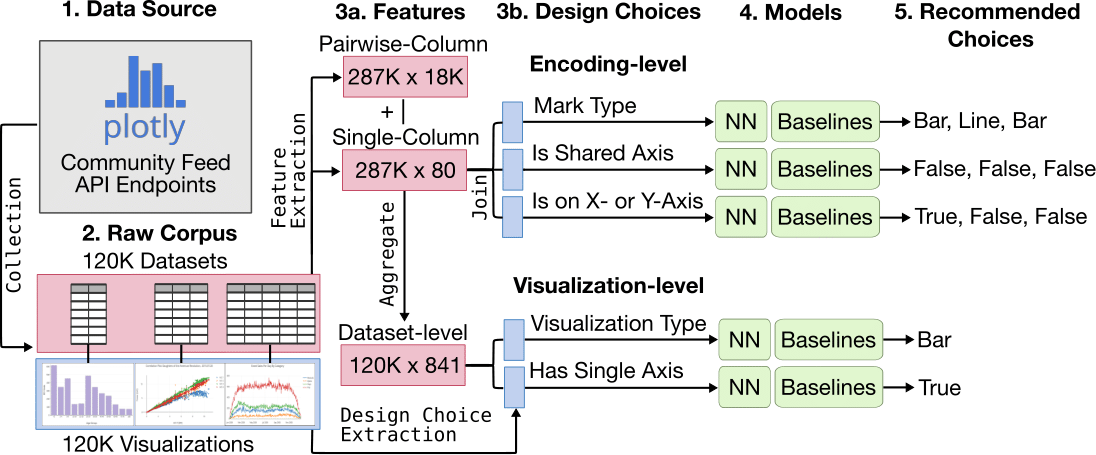 1. Data Source
3a. Features
3b. Design Choices
4. Models
5. Recommended
Choices
plotly
Community Feed
API Endpoints
Collection
2. Raw Corpus
120K Datasets
120K Visualizations
Feature
Extraction
Pairwise-Column
287K x 18K
+
Single-Column
287K x 80
Aggregate
Dataset-level
120K x 841
Design Choice
Extraction
Join
Encoding-level
Mark Type
NN
Baselines
Bar, Line, Bar
Is Shared Axis
NN
Baselines
False, False, False
Is on X- or Y-Axis
NN
Baselines
True, False, False
Visualization-level
Visualization Type
NN
Baselines
Bar
Has Single Axis
NN
Baselines
True